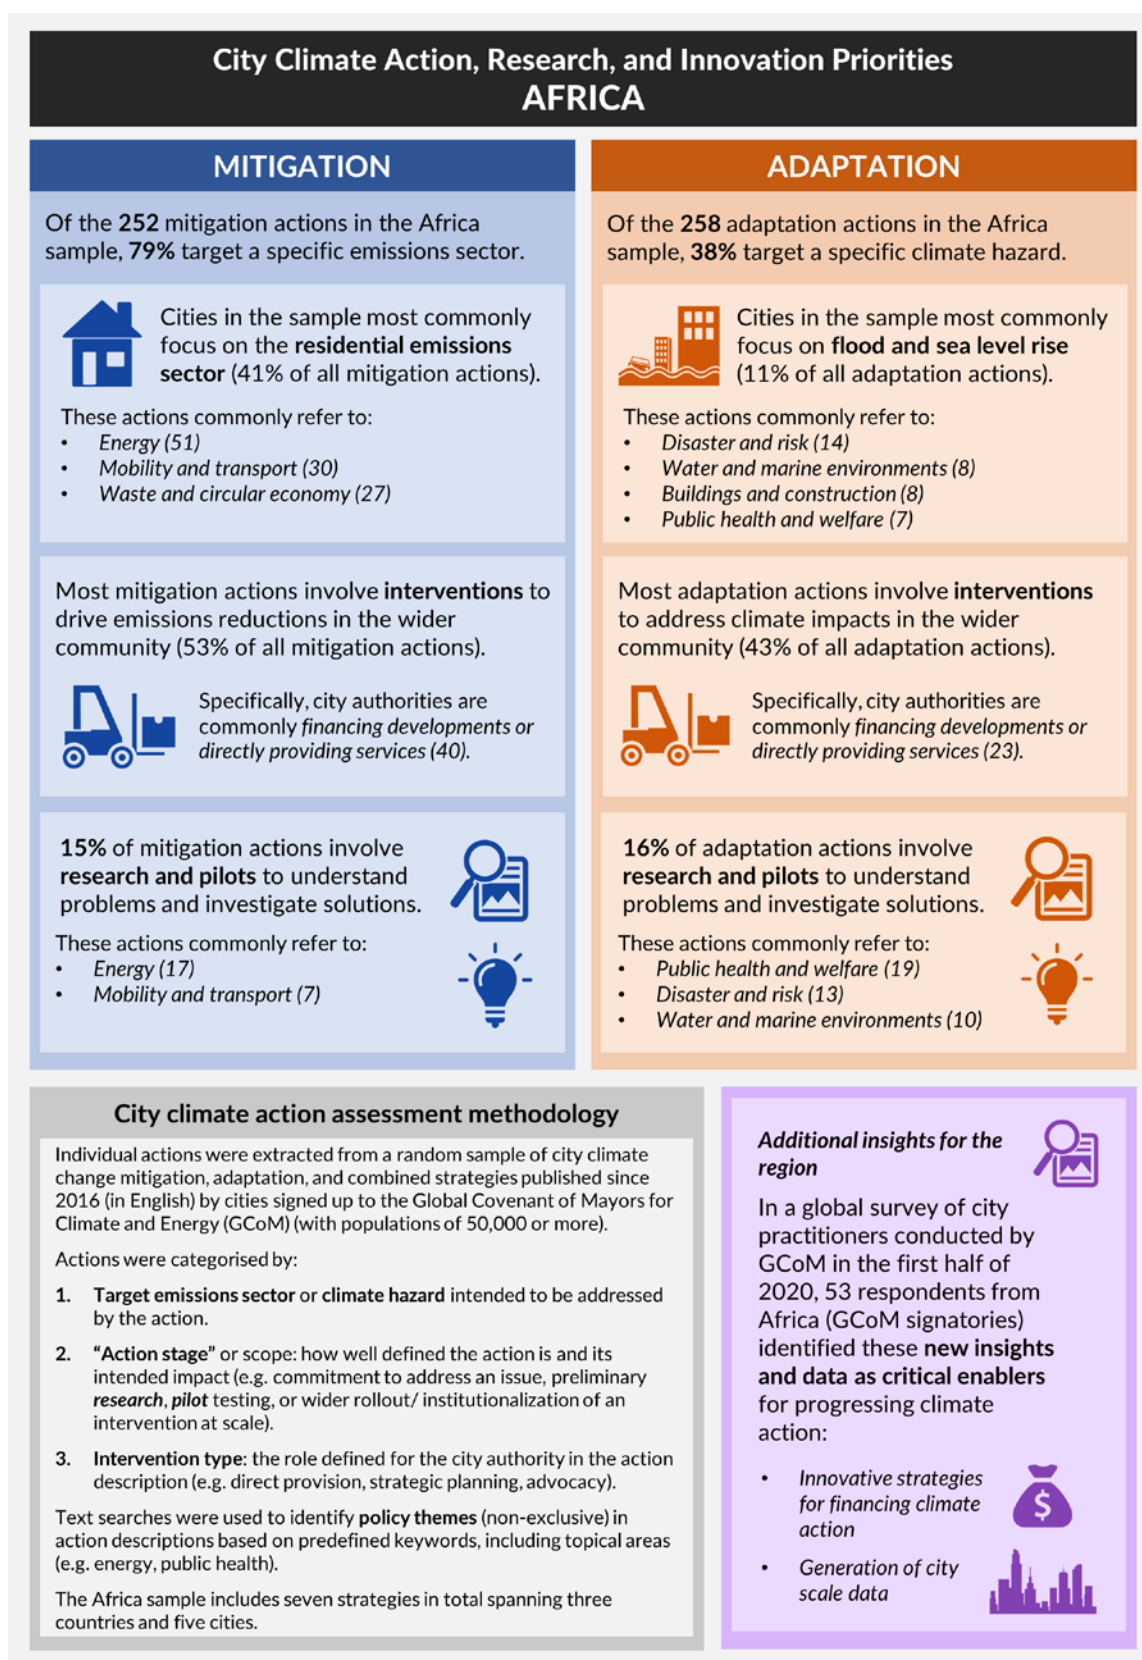 City Climate Action, Research, and Innovation Priorities
AFRICA
MITIGATION
Of the 252 mitigation actions in the Africa
sample, 79% target a specific emissions sector.
Cities in the sample most commonly
focus on the residential emissions
sector (41% of all mitigation actions).
These actions commonly refer to:
• Energy (51)
• Mobility and transport (30)
• Waste and circular economy (27)
Most mitigation actions involve interventions to
drive emissions reductions in the wider
community (53% of all mitigation actions).
Specifically, city authorities are
commonly financing developments or
directly providing services (40).
15% of mitigation actions involve
research and pilots to understand
problems and investigate solutions.
These actions commonly refer to:
• Energy (17)
• Mobility and transport (7)
ADAPTATION
Of the 258 adaptation actions in the Africa
sample, 38% target a specific climate hazard.
Cities in the sample most commonly
focus on flood and sea level rise
(11% of all adaptation actions).
These actions commonly refer to:
• Disaster and risk (14)
• Water and marine environments (8)
• Buildings and construction (8)
• Public health and welfare (7)
Most adaptation actions involve interventions
to address climate impacts in the wider
community (43% of all adaptation actions).
Specifically, city authorities are
commonly financing developments or
directly providing services (23).
16% of adaptation actions involve
research and pilots to understand
problems and investigate solutions.
These actions commonly refer to:
• Public health and welfare (19)
• Disaster and risk (13)
• Water and marine environments (10)
City climate action assessment methodology
Individual actions were extracted from a random sample of city climate
change mitigation, adaptation, and combined strategies published since
2016 (in English) by cities signed up to the Global Covenant of Mayors for
Climate and Energy (GCoM) (with populations of 50,000 or more).
Actions were categorised by:
1. Target emissions sector or climate hazard intended to be addressed
by the action.
2. “Action stage” or scope: how well defined the action is and its
intended impact (e.g. commitment to address an issue, preliminary
research, pilot testing, or wider rollout/ institutionalization of an
intervention at scale).
3. Intervention type: the role defined for the city authority in the action
description (e.g. direct provision, strategic planning, advocacy).
Text searches were used to identify policy themes (non-exclusive) in
action descriptions based on predefined keywords, including topical areas
(e.g. energy, public health).
The Africa sample includes seven strategies in total spanning three
countries and five cities.
Additional insights for the
region
In a global survey of city
practitioners conducted by
GCoM in the first half of
2020, 53 respondents from
Africa (GCoM signatories)
identified these new insights
and data as critical enablers
for progressing climate
action:
• Innovative strategies
for financing climate
action
$
• Generation of city
scale data